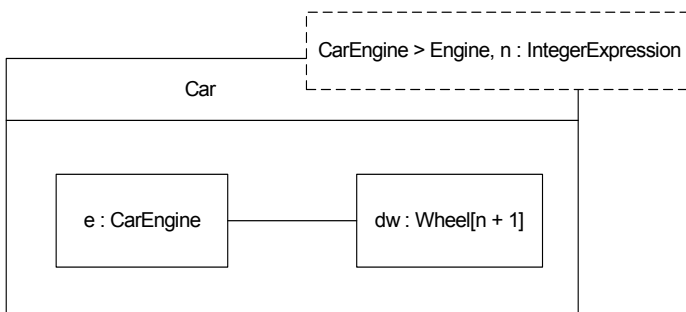 CarEngine > Engine, n : IntegerExpression
Car
e : CarEngine
dw : Wheel[n + 1]